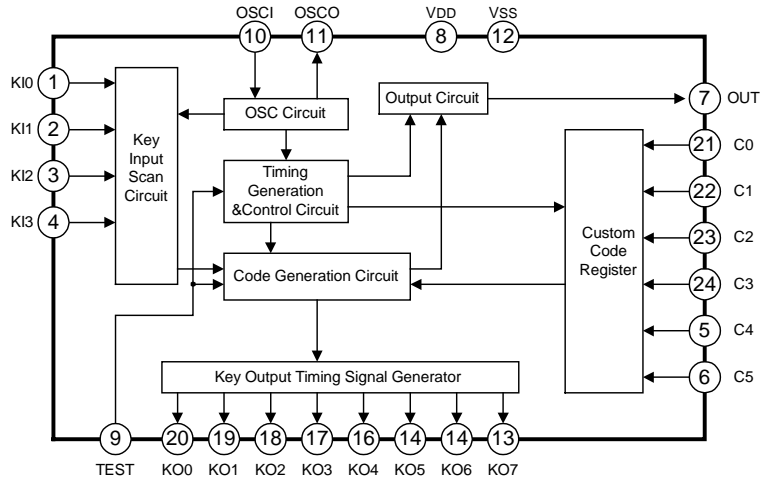 OSCI OSCO VDD VSS
10 11 8 12
KI0 1
KI1 2
KI2 3
KI3 4
Key
Input
Scan
Circuit
OSC Circuit
Output Circuit
Timing
Generation
&Control Circuit
Code Generation Circuit
Custom
Code
Register
7 OUT
21 C0
22 C1
23 C2
24 C3
5 C4
6 C5
Key Output Timing Signal Generator
9 20 19 18 17 16 14 14 13
TEST KO0 KO1 KO2 KO3 KO4 KO5 KO6 KO7